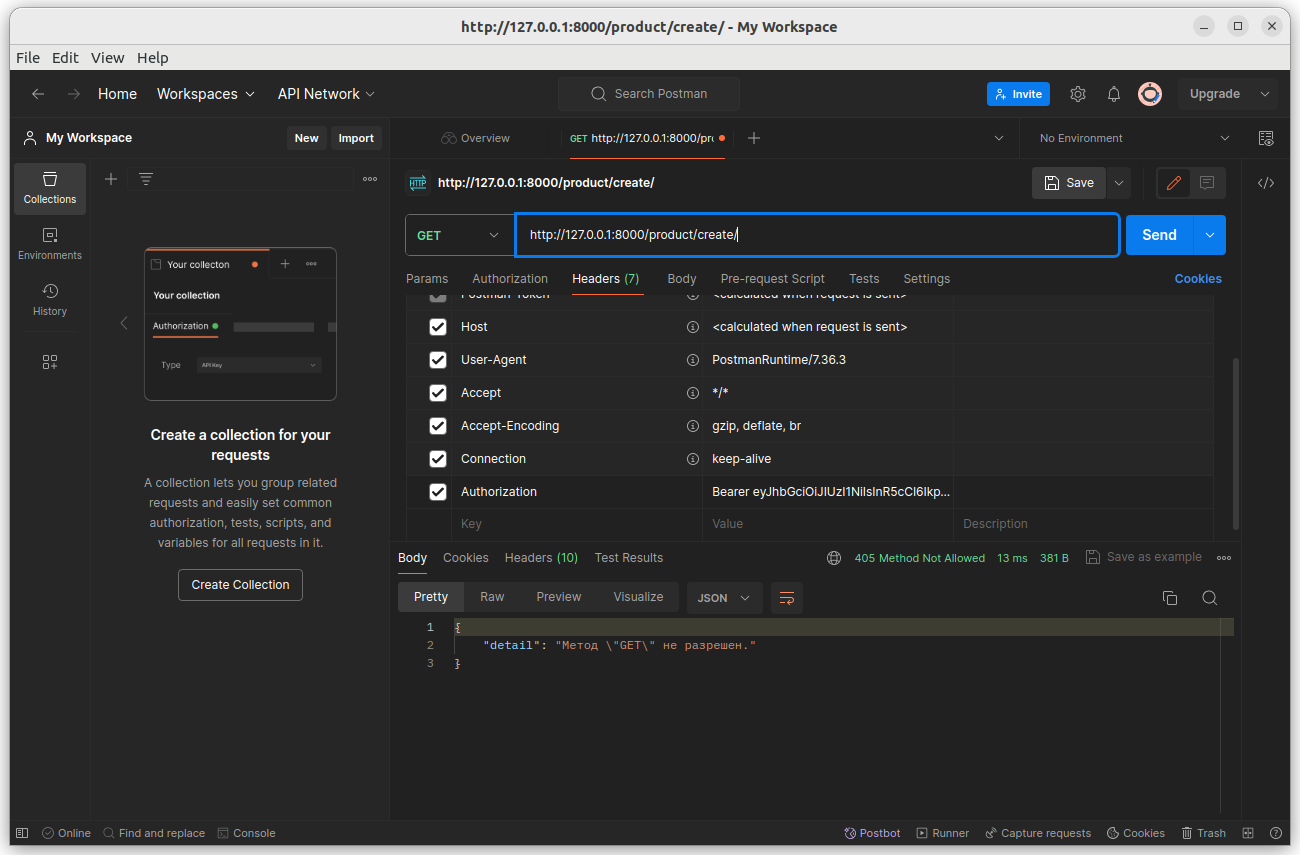 http://127.0.0.1:8000/product/create/ - My Workspace
File Edit View Help
Home Workspaces API Network Search Postman Invite Upgrade
My Workspace New Import Overview GET http://127.0.0.1:8000/pr No Environment
Collections
Environments
History
Your collecton
Your collection
Authorization
Type API Key
Create a collection for your
requests
A collection lets you group related
requests and easily set common
authorization, tests, scripts, and
variables for all requests in it.
Create Collection
HTTP http://127.0.0.1:8000/product/create/ Save
GET http://127.0.0.1:8000/product/create/ Send
Params Authorization Headers (7) Body Pre-request Script Tests Settings Cookies
Postman-Token <calculated when request is sent>
Host <calculated when request is sent>
User-Agent PostmanRuntime/7.36.3
Accept */*
Accept-Encoding gzip, deflate, br
Connection keep-alive
Authorization Bearer eyJhbGciOiJIUzI1NiIsInR5cCI6Ikp...
Key Value Description
Body Cookies Headers (10) Test Results 405 Method Not Allowed 13 ms 381 B Save as example
Pretty Raw Preview Visualize JSON
1 {
2 "detail": "Метод \"GET\" не разрешен."
3 }
Online Find and replace Console Postbot Runner Capture requests Cookies Trash